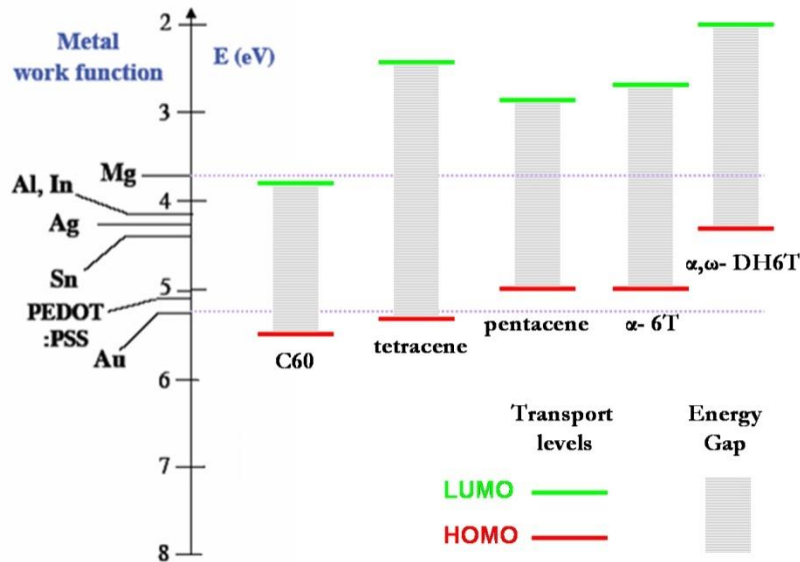 Metal
work function
E (eV)
2
3
4
5
6
7
8
Mg
Al, In
Ag
Sn
PEDOT
:PSS
Au
C60
tetracene
pentacene
α- 6T
α,ω- DH6T
Transport
levels
Energy
Gap
LUMO
HOMO